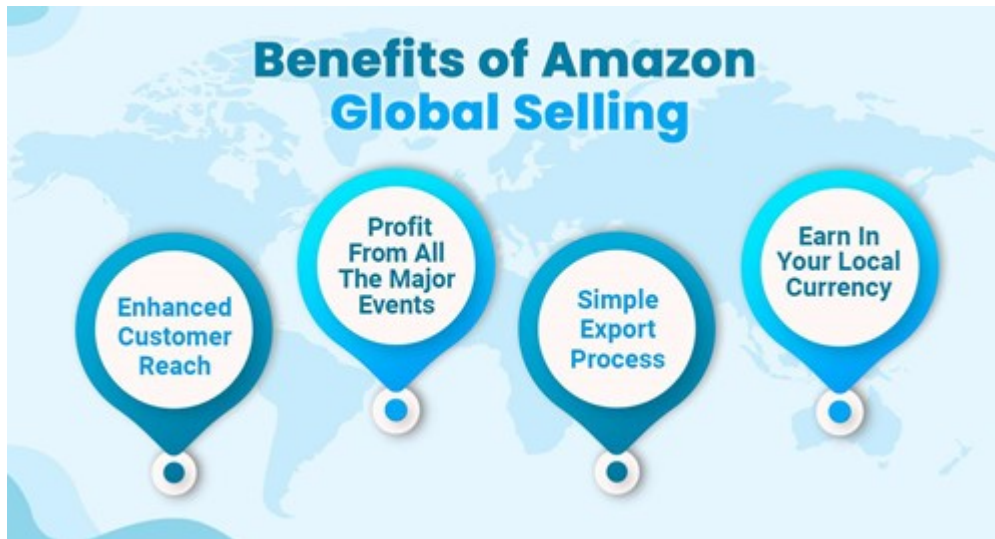 Benefits of Amazon
Global Selling
Enhanced
Customer
Reach
Profit
From All
The Major
Events
Simple
Export
Process
Earn In
Your Local
Currency